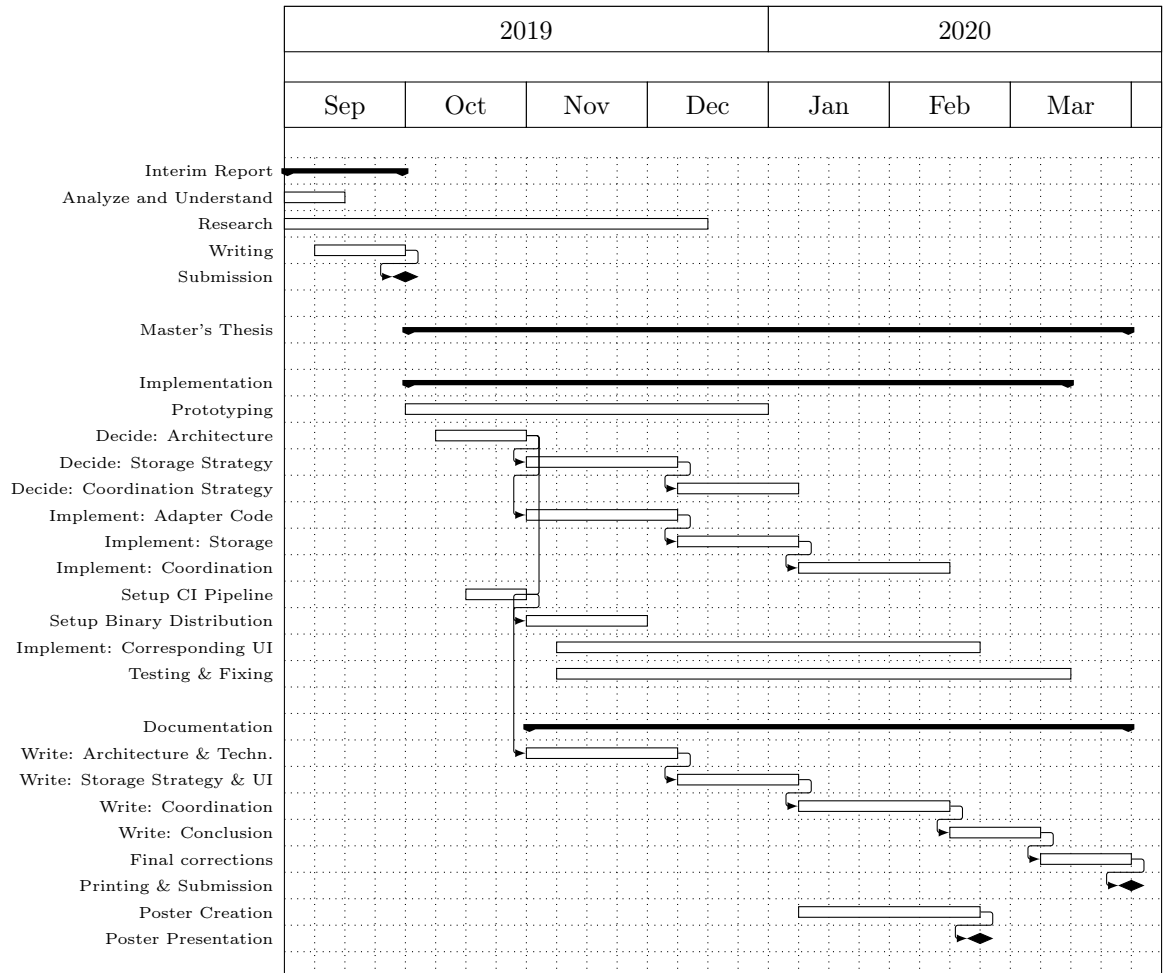 2019 2020
Sep Oct Nov Dec Jan Feb Mar
Interim Report
Analyze and Understand
Research
Writing
Submission
Master's Thesis
Implementation
Prototyping
Decide: Architecture
Decide: Storage Strategy
Decide: Coordination Strategy
Implement: Adapter Code
Implement: Storage
Implement: Coordination
Setup CI Pipeline
Setup Binary Distribution
Implement: Corresponding UI
Testing & Fixing
Documentation
Write: Architecture & Techn.
Write: Storage Strategy & UI
Write: Coordination
Write: Conclusion
Final corrections
Printing & Submission
Poster Creation
Poster Presentation